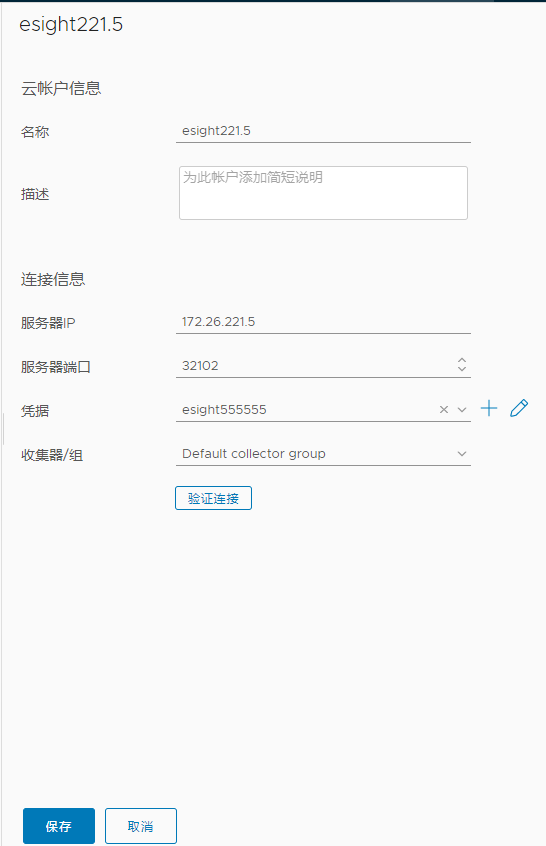 esight221.5
云帐户信息
名称 esight221.5
描述 为此帐户添加简短说明
连接信息
服务器IP 172.26.221.5
服务器端口 32102
凭据 esight555555
收集器/组 Default collector group
验证连接
保存 取消